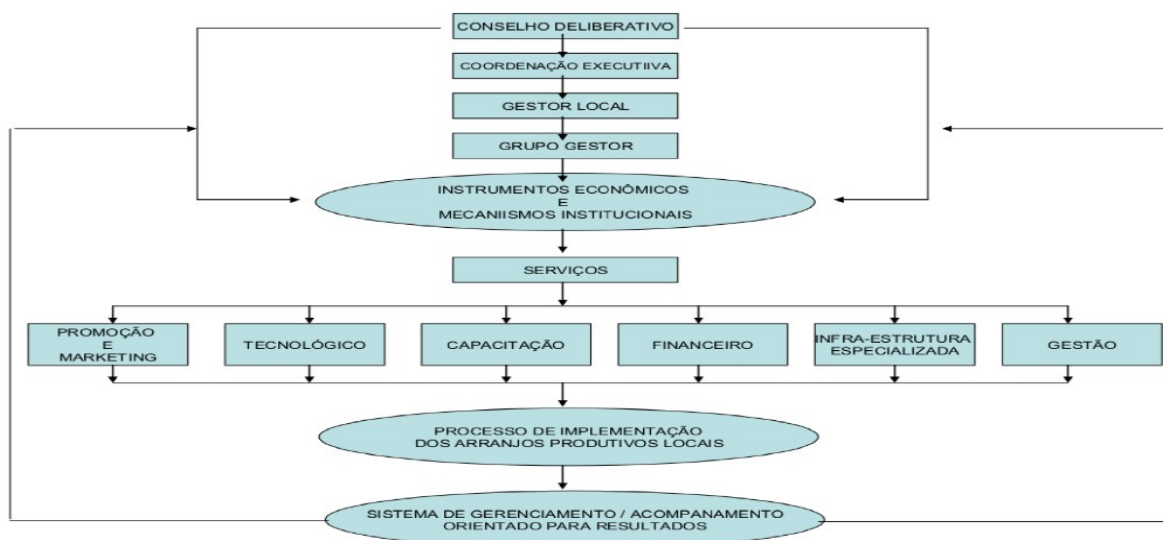 CONSELHO DELIBERATIVO
COORDENAÇÃO EXECUTIIVA
GESTOR LOCAL
GRUPO GESTOR
INSTRUMENTOS ECONÔMICOS
E
MECANIISMOS INSTITUCIONAIS
SERVIÇOS
PROMOÇÃO
E
MARKETING
TECNOLÓGICO
CAPACITAÇÃO
FINANCEIRO
INFRA-ESTRUTURA
ESPECIALIZADA
GESTÃO
PROCESSO DE IMPLEMENTAÇÃO
DOS ARRANJOS PRODUTIVOS LOCAIS
SISTEMA DE GERENCIAMENTO / ACOMPANAMENTO
ORIENTADO PARA RESULTADOS